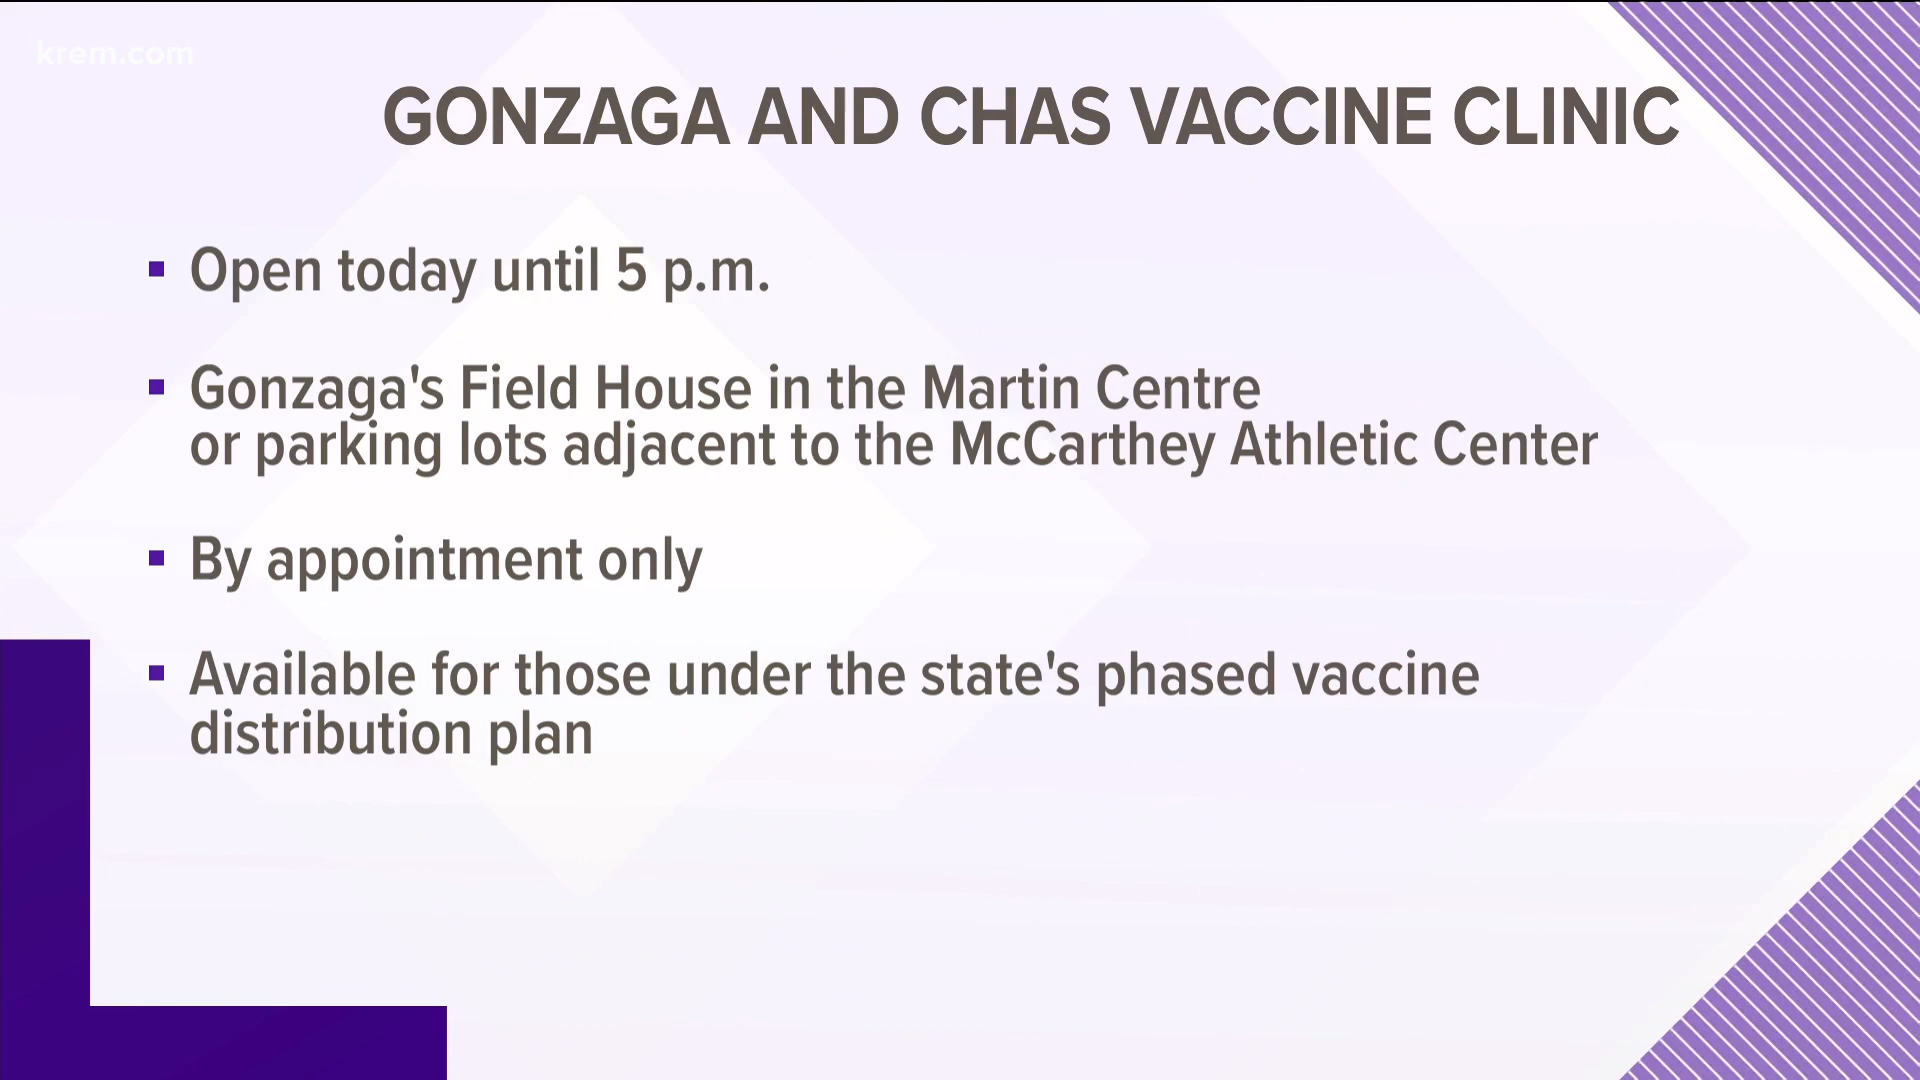 krem.com
GONZAGA AND CHAS VACCINE CLINIC
▪ Open today until 5 p.m.
▪ Gonzaga's Field House in the Martin Centre
or parking lots adjacent to the McCarthey Athletic Center
▪ By appointment only
▪ Available for those under the state's phased vaccine
distribution plan